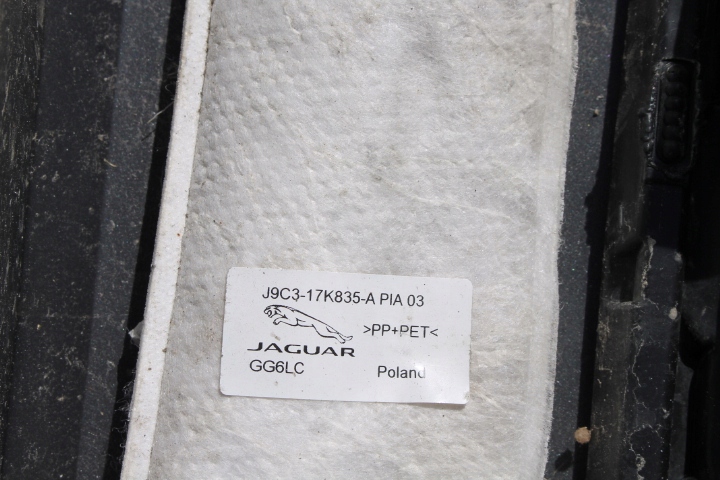 J9C3-17K835-A PIA 03
>PP+PET<
JAGUAR
GG6LC Poland